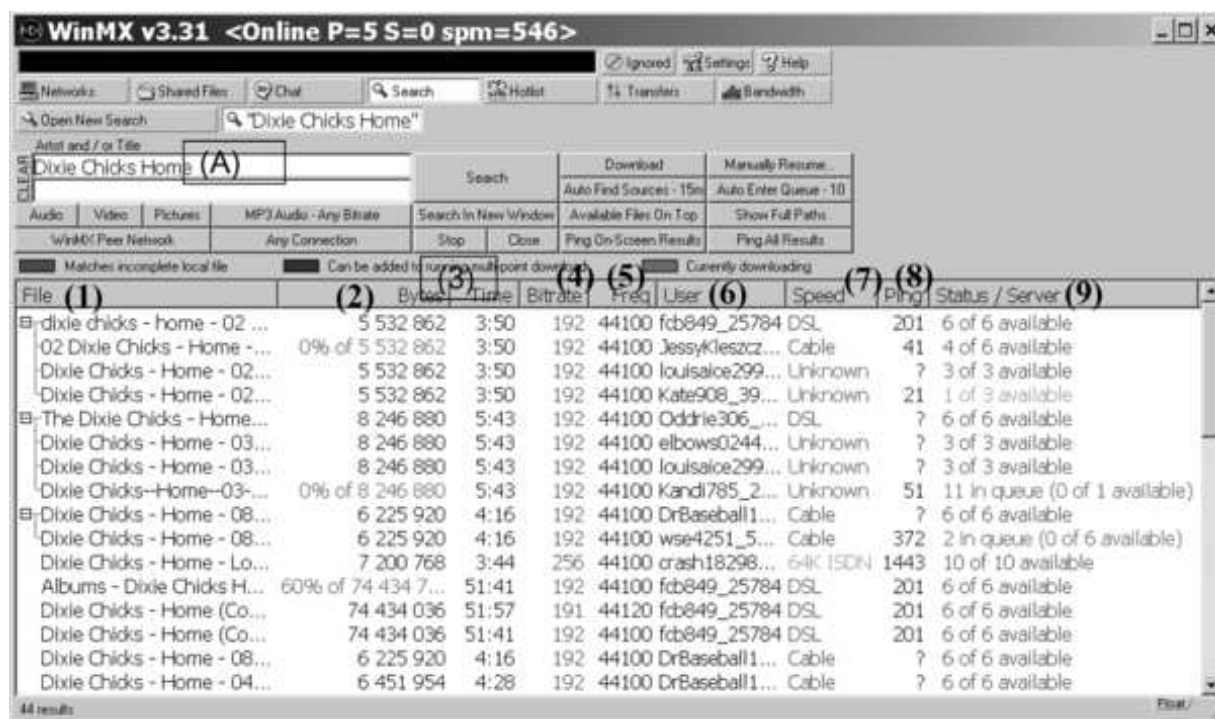 WinMX v3.31 <Online P=5 S=0 spm=546>
Ignored Settings Help
Networks Shared Files Chat Search Hotlist Transfers Bandwidth
Open New Search "Dixie Chicks Home"
Artist and / or Title
CLEAR Dixie Chicks Home (A)
Search Download Manually Resume...
Auto Find Sources - 15m Auto Enter Queue - 10
Audio Video Pictures MP3 Audio - Any Bitrate Search In New Window Available Files On Top Show Full Paths
WinMX Peer Network Any Connection Stop Close Ping On-Screen Results Ping All Results
Matches incomplete local file Can be added to running multipoint download Currently downloading
File (1) (2) Bytes (3) Time Bitrate (4) Freq (5) User (6) Speed (7) Ping (8) Status / Server (9)
dixie chicks - home - 02 ... 5 532 862 3:50 192 44100 fcb849_25784 DSL 201 6 of 6 available
02 Dixie Chicks - Home -... 0% of 5 532 862 3:50 192 44100 JessyKleszcz... Cable 41 4 of 6 available
Dixie Chicks - Home - 02... 5 532 862 3:50 192 44100 louisaice299... Unknown ? 3 of 3 available
Dixie Chicks - Home - 02... 5 532 862 3:50 192 44100 Kate908_39... Unknown 21 1 of 3 available
The Dixie Chicks - Home... 8 246 880 5:43 192 44100 Oddrie306_... DSL ? 6 of 6 available
Dixie Chicks - Home - 03... 8 246 880 5:43 192 44100 elbows0244... Unknown ? 3 of 3 available
Dixie Chicks - Home - 03... 8 246 880 5:43 192 44100 louisaice299... Unknown ? 3 of 3 available
Dixie Chicks--Home--03-... 0% of 8 246 880 5:43 192 44100 Kandi785_2... Unknown 51 11 in queue (0 of 1 available)
Dixie Chicks - Home - 08... 6 225 920 4:16 192 44100 DrBaseball1... Cable ? 6 of 6 available
Dixie Chicks - Home - 08... 6 225 920 4:16 192 44100 wse4251_5... Cable 372 2 in queue (0 of 6 available)
Dixie Chicks - Home - Lo... 7 200 768 3:44 256 44100 crash18298... 64K ISDN 1443 10 of 10 available
Albums - Dixie Chicks H... 60% of 74 434 7... 51:41 192 44100 fcb849_25784 DSL 201 6 of 6 available
Dixie Chicks - Home (Co... 74 434 036 51:57 191 44120 fcb849_25784 DSL 201 6 of 6 available
Dixie Chicks - Home (Co... 74 434 036 51:41 192 44100 fcb849_25784 DSL 201 6 of 6 available
Dixie Chicks - Home - 08... 6 225 920 4:16 192 44100 DrBaseball1... Cable ? 6 of 6 available
Dixie Chicks - Home - 04... 6 451 954 4:28 192 44100 DrBaseball1... Cable ? 6 of 6 available
44 results Float /